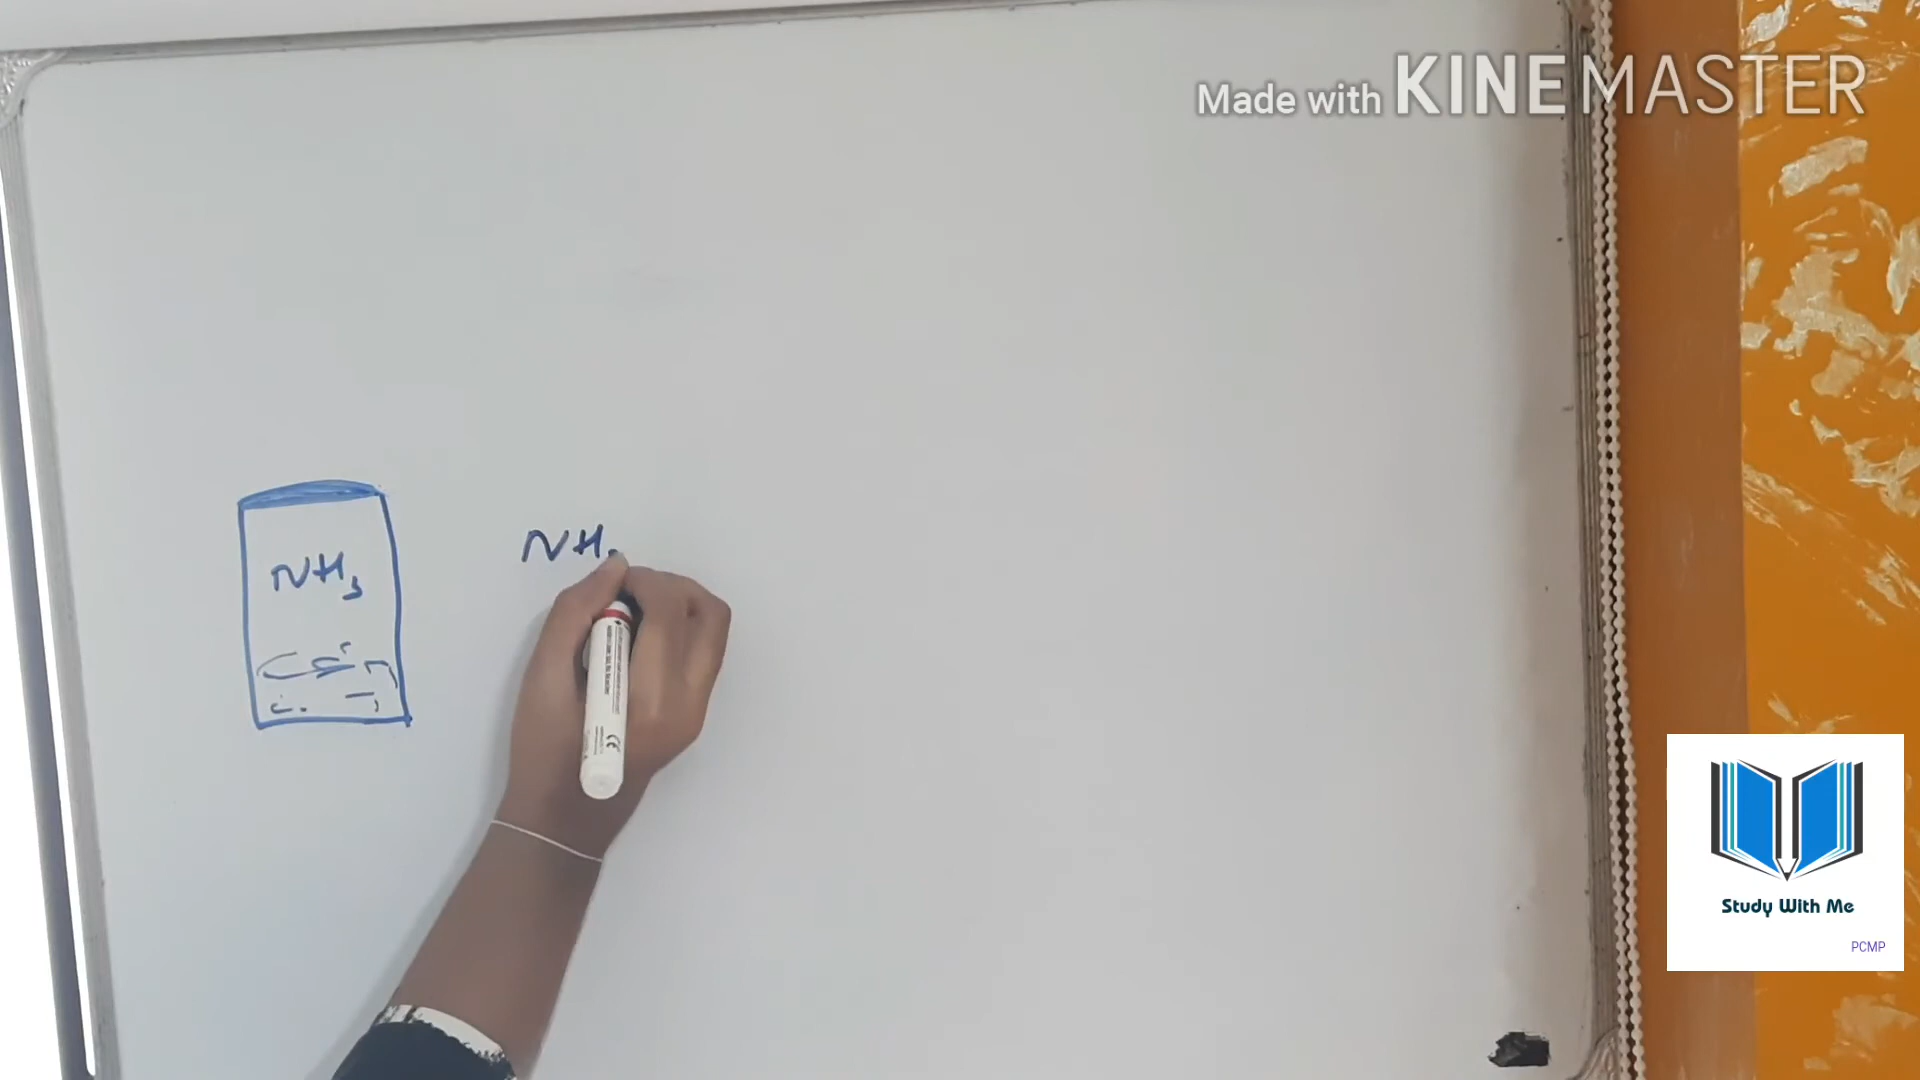 Made with KINEMASTER
NH₃
NH
Study With Me
PCMP